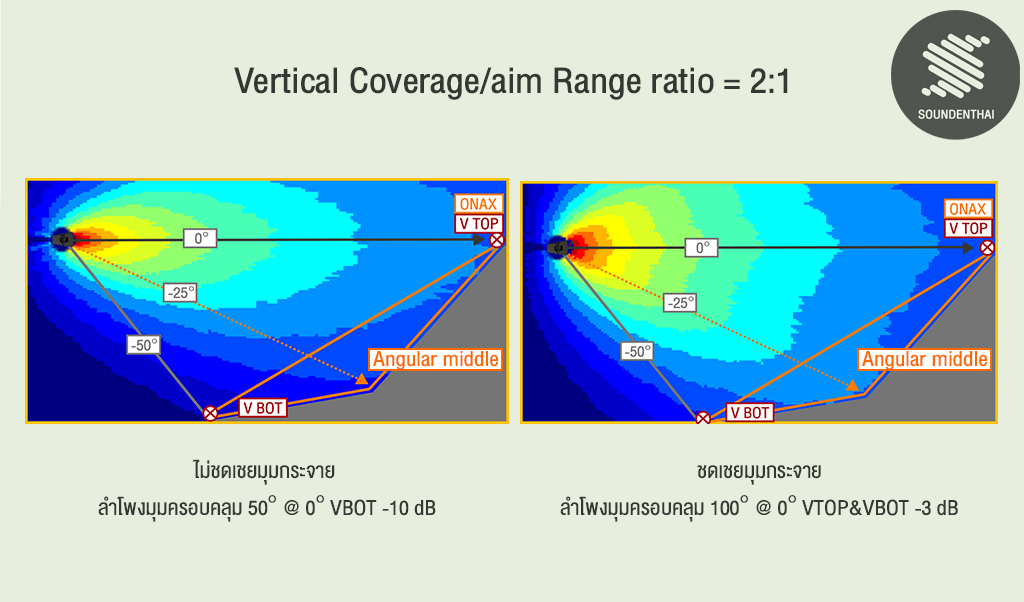 Vertical Coverage/aim Range ratio = 2:1
SOUNDENTHAI
ONAX
V TOP
0°
-25°
-50°
Angular middle
V BOT
ไม่ชดเชยมุมกระจาย
ลำโพงมุมครอบคลุม 50° @ 0° VBOT -10 dB
ONAX
V TOP
0°
-25°
-50°
Angular middle
V BOT
ชดเชยมุมกระจาย
ลำโพงมุมครอบคลุม 100° @ 0° VTOP&VBOT -3 dB